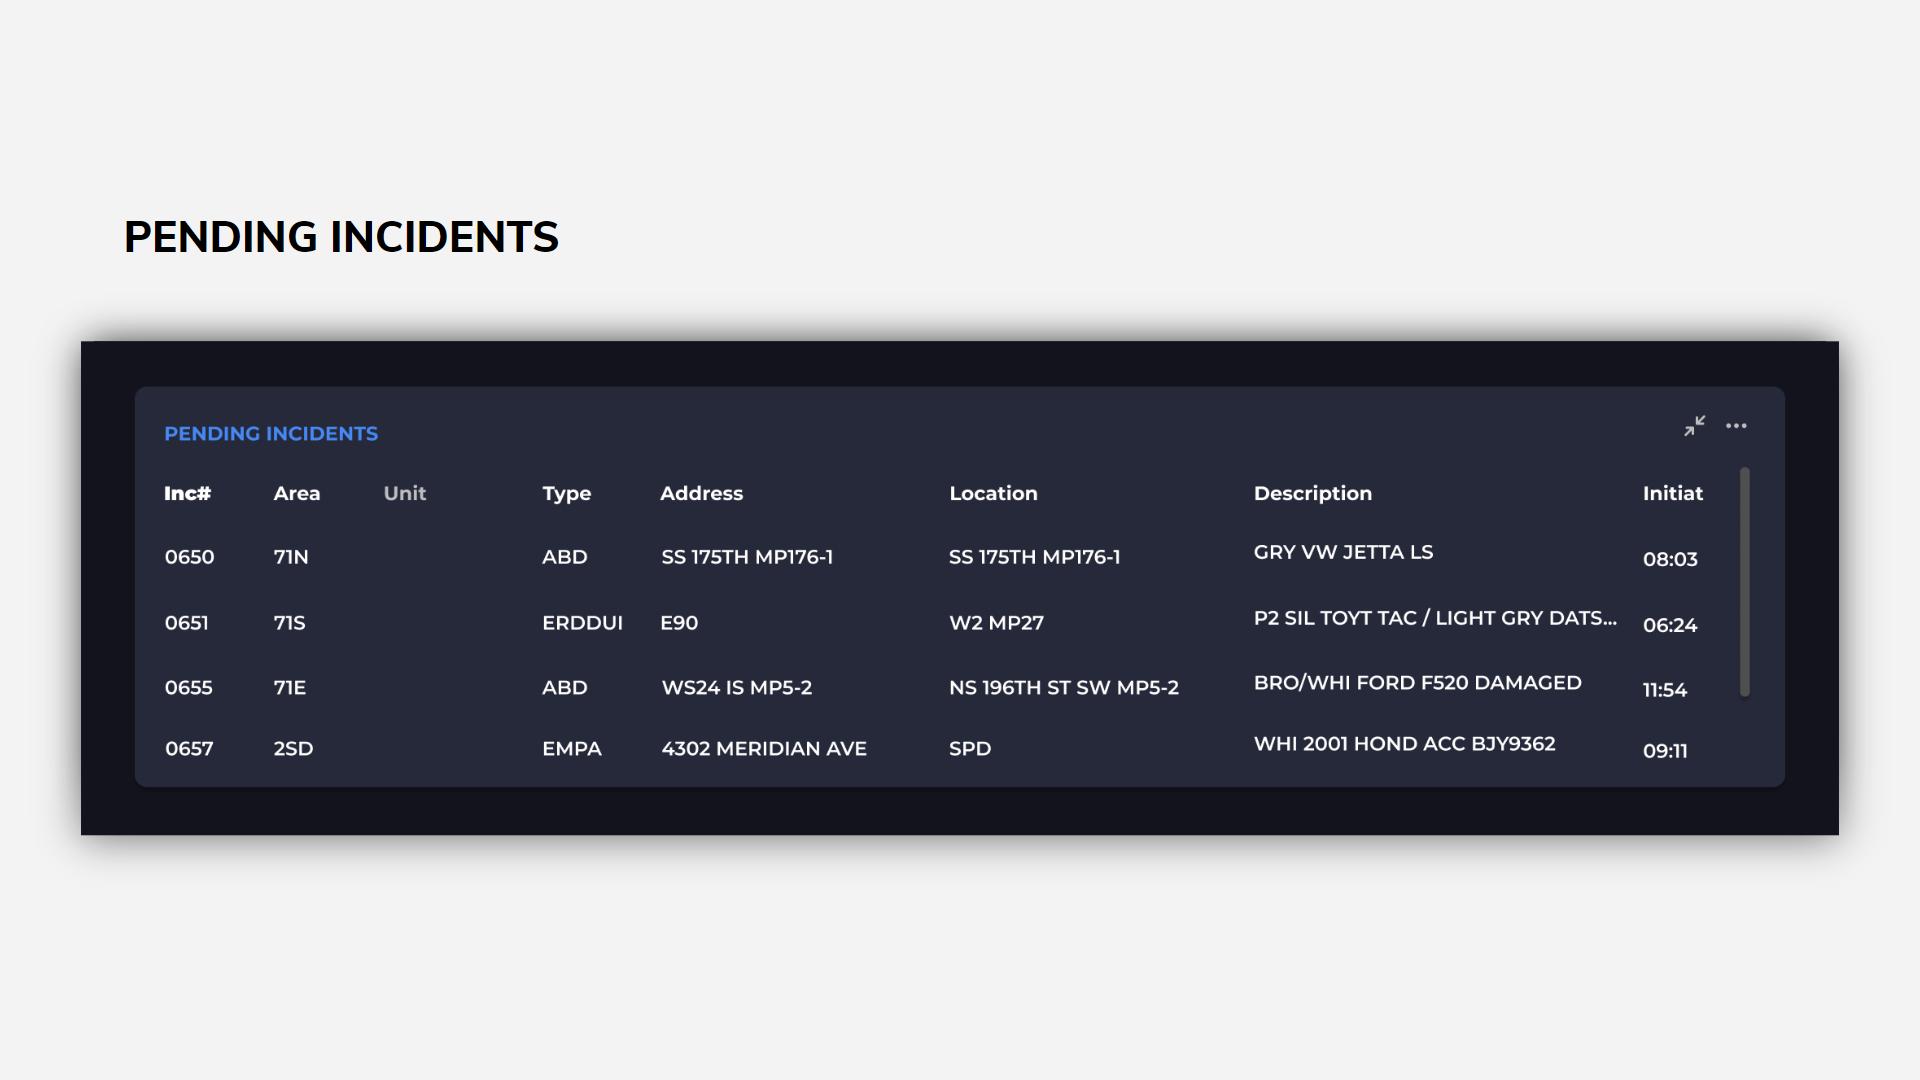 PENDING INCIDENTS
PENDING INCIDENTS
Inc# Area Unit Type Address Location Description Initiat
0650 71N ABD SS 175TH MP176-1 SS 175TH MP176-1 GRY VW JETTA LS 08:03
0651 71S ERDDUI E90 W2 MP27 P2 SIL TOYT TAC / LIGHT GRY DATS... 06:24
0655 71E ABD WS24 IS MP5-2 NS 196TH ST SW MP5-2 BRO/WHI FORD F520 DAMAGED 11:54
0657 2SD EMPA 4302 MERIDIAN AVE SPD WHI 2001 HOND ACC BJY9362 09:11